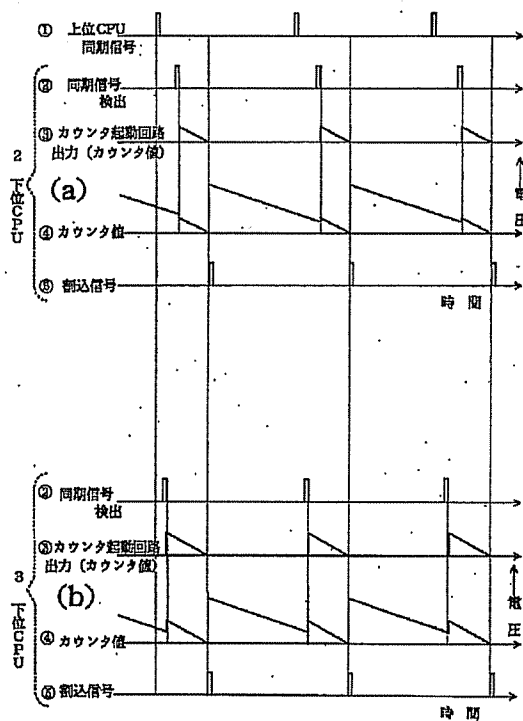 ① 上位CPU
同期信号
② 同期信号
検出
③ カウンタ起動回路
出力 (カウンタ値)
2 下位CPU
(a)
④ カウンタ値
電圧
⑤ 割込信号
時間
② 同期信号
検出
③ カウンタ起動回路
出力 (カウンタ値)
3 下位CPU
(b)
④ カウンタ値
電圧
⑤ 割込信号
時間